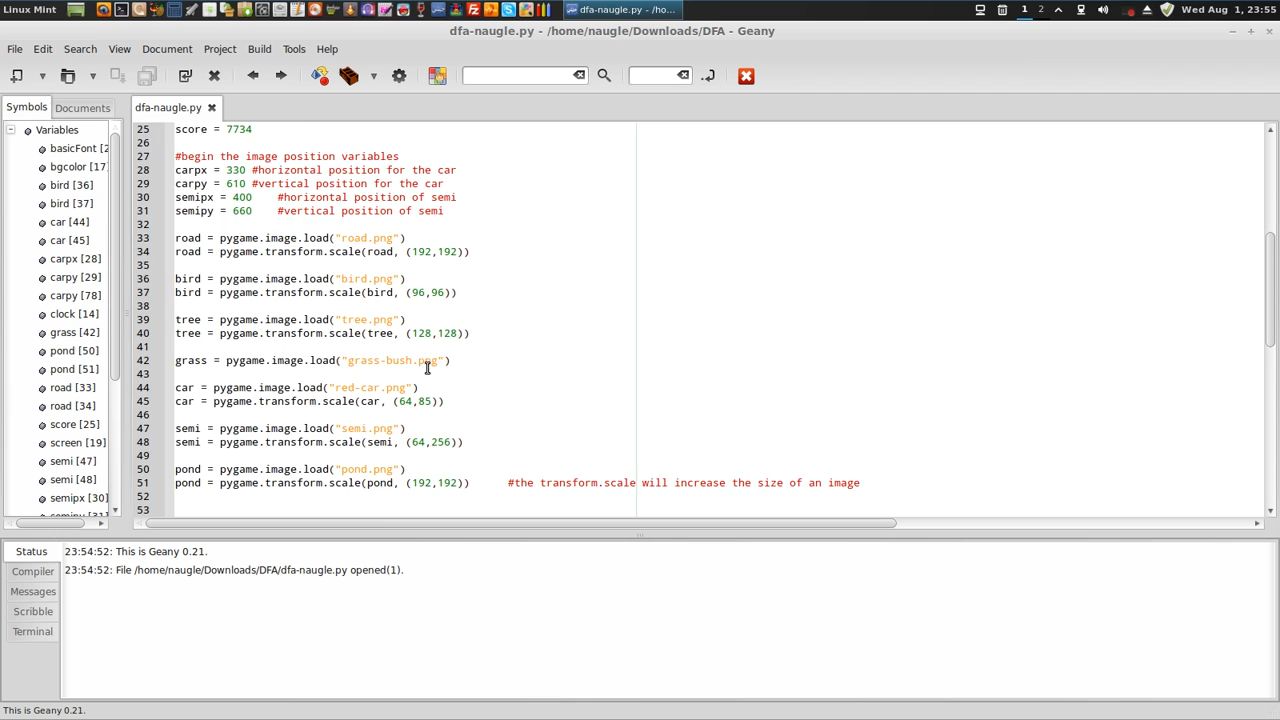 Linux Mint dfa-naugle.py - /ho... 1 2 Wed Aug 1, 23:55
dfa-naugle.py - /home/naugle/Downloads/DFA - Geany
File Edit Search View Document Project Build Tools Help
Symbols Documents dfa-naugle.py
Variables
basicFont [2
bgcolor [17]
bird [36]
bird [37]
car [44]
car [45]
carpx [28]
carpy [29]
carpy [78]
clock [14]
grass [42]
pond [50]
pond [51]
road [33]
road [34]
score [25]
screen [19]
semi [47]
semi [48]
semipx [30]
25 score = 7734
26
27 #begin the image position variables
28 carpx = 330 #horizontal position for the car
29 carpy = 610 #vertical position for the car
30 semipx = 400    #horizontal position of semi
31 semipy = 660    #vertical position of semi
32
33 road = pygame.image.load("road.png")
34 road = pygame.transform.scale(road, (192,192))
35
36 bird = pygame.image.load("bird.png")
37 bird = pygame.transform.scale(bird, (96,96))
38
39 tree = pygame.image.load("tree.png")
40 tree = pygame.transform.scale(tree, (128,128))
41
42 grass = pygame.image.load("grass-bush.png")
43
44 car = pygame.image.load("red-car.png")
45 car = pygame.transform.scale(car, (64,85))
46
47 semi = pygame.image.load("semi.png")
48 semi = pygame.transform.scale(semi, (64,256))
49
50 pond = pygame.image.load("pond.png")
51 pond = pygame.transform.scale(pond, (192,192))      #the transform.scale will increase the size of an image
52
53
Status
Compiler
Messages
Scribble
Terminal
23:54:52: This is Geany 0.21.
23:54:52: File /home/naugle/Downloads/DFA/dfa-naugle.py opened(1).
This is Geany 0.21.